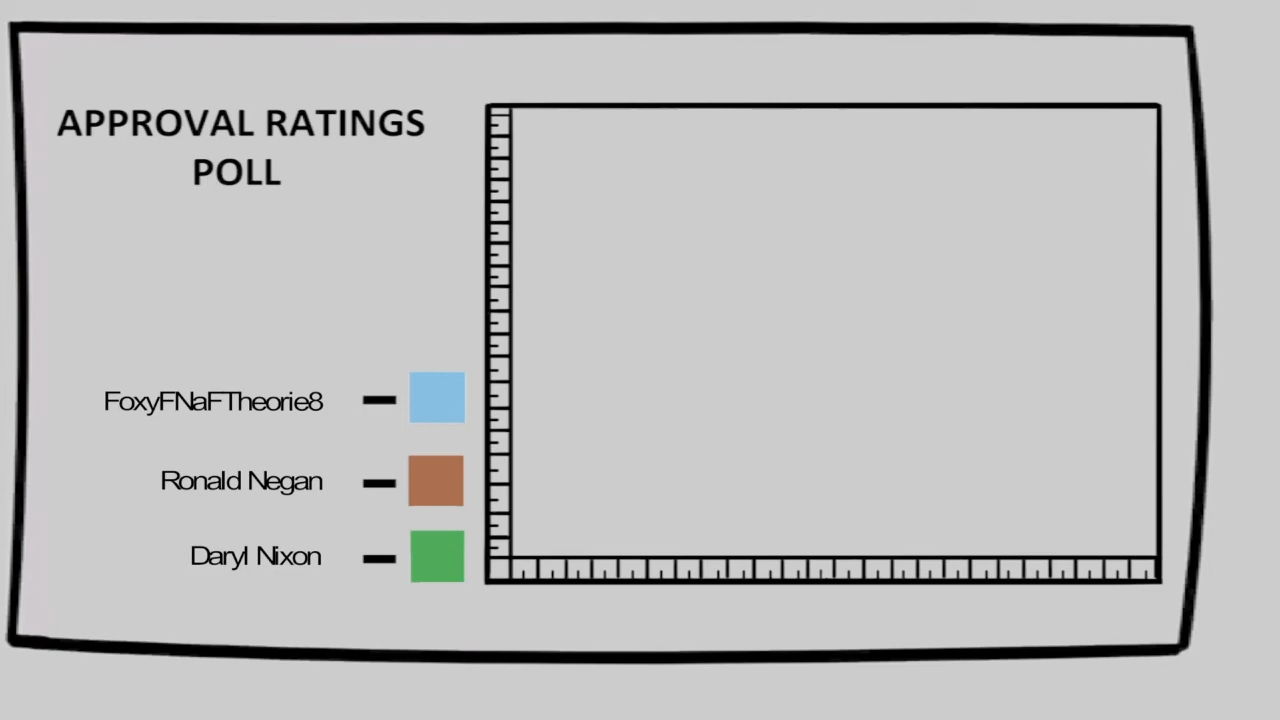 APPROVAL RATINGS
POLL
FoxyFNaFTheorie8
Ronald Negan
Daryl Nixon